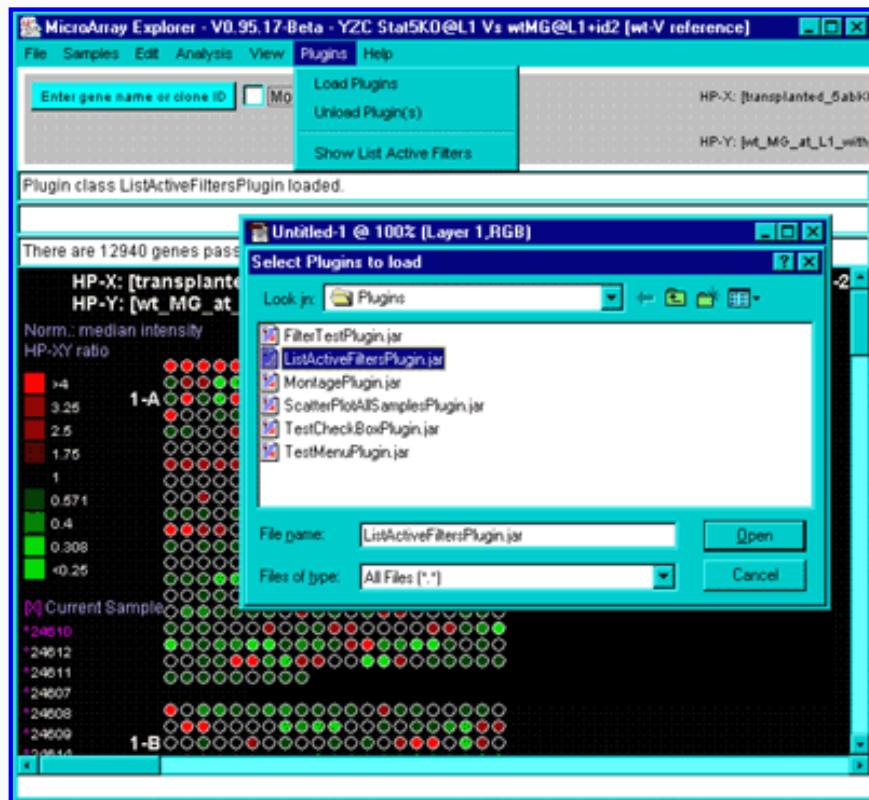 MicroArray Explorer - V0.95.17-Beta - YZC Stat5KO@L1 Vs wtMG@L1+id2 [wt-V reference]
File Samples Edit Analysis View Plugins Help
Load Plugins
Unload Plugin(s)
Show List Active Filters
Enter gene name or clone ID
Mo
HP-X: [transplanted_5abK
HP-Y: [wt_MG_at_L1_with
Plugin class ListActiveFiltersPlugin loaded.
There are 12940 genes pass
HP-X: [transplante
-2
HP-Y: [wt_MG_at_
Norm.: median intensity
HP-XY ratio
>4
3.25
2.5
1.75
1
0.571
0.4
0.308
<0.25
1-A
[X] Current Sample
*24610
*24612
*24611
*24607
*24608
*24609
1-B
Untitled-1 @ 100% (Layer 1,RGB)
Select Plugins to load
Look in: Plugins
FilterTestPlugin.jar
ListActiveFiltersPlugin.jar
MontagePlugin.jar
ScatterPlotAllSamplesPlugin.jar
TestCheckBoxPlugin.jar
TestMenuPlugin.jar
File name: ListActiveFiltersPlugin.jar Open
Files of type: All Files (*.*) Cancel